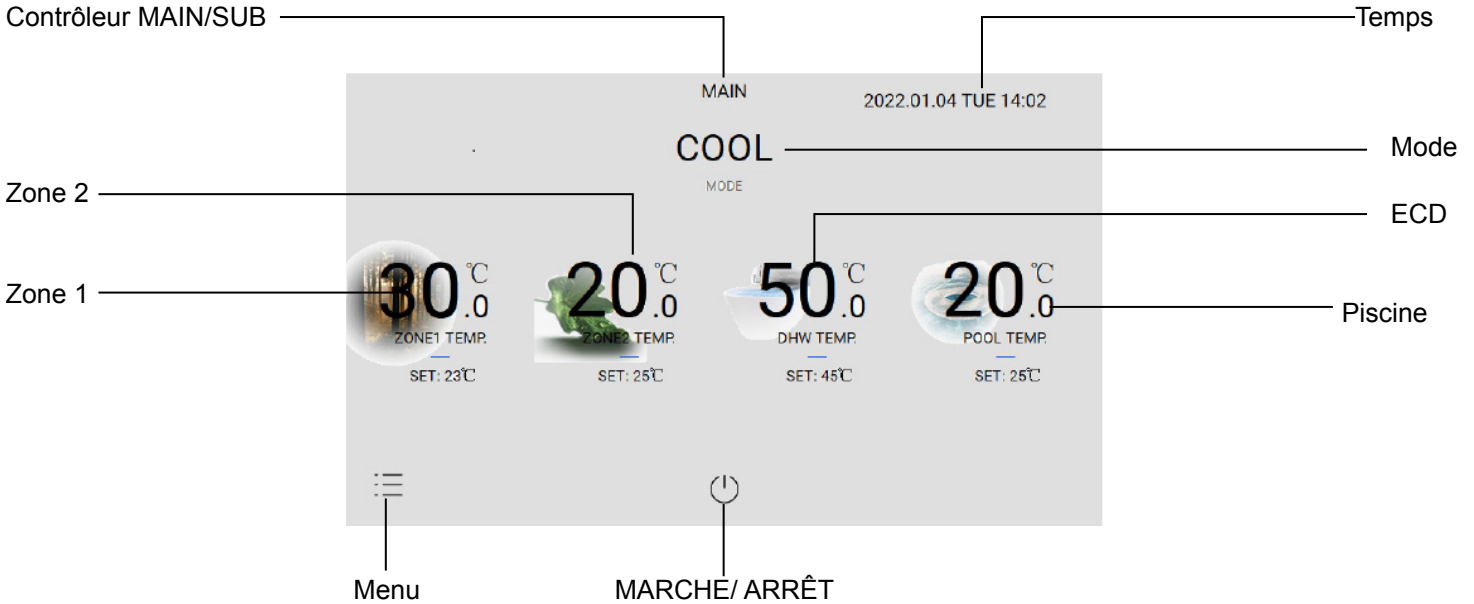 Contrôleur MAIN/SUB
Temps
MAIN
2022.01.04 TUE 14:02
COOL
Mode
MODE
Zone 2
ECD
30.0℃
20.0℃
50.0℃
20.0℃
Zone 1
Piscine
ZONE1 TEMP.
ZONE2 TEMP.
DHW TEMP.
POOL TEMP.
SET: 23℃
SET: 25℃
SET: 45℃
SET: 25℃
Menu
MARCHE/ ARRÊT